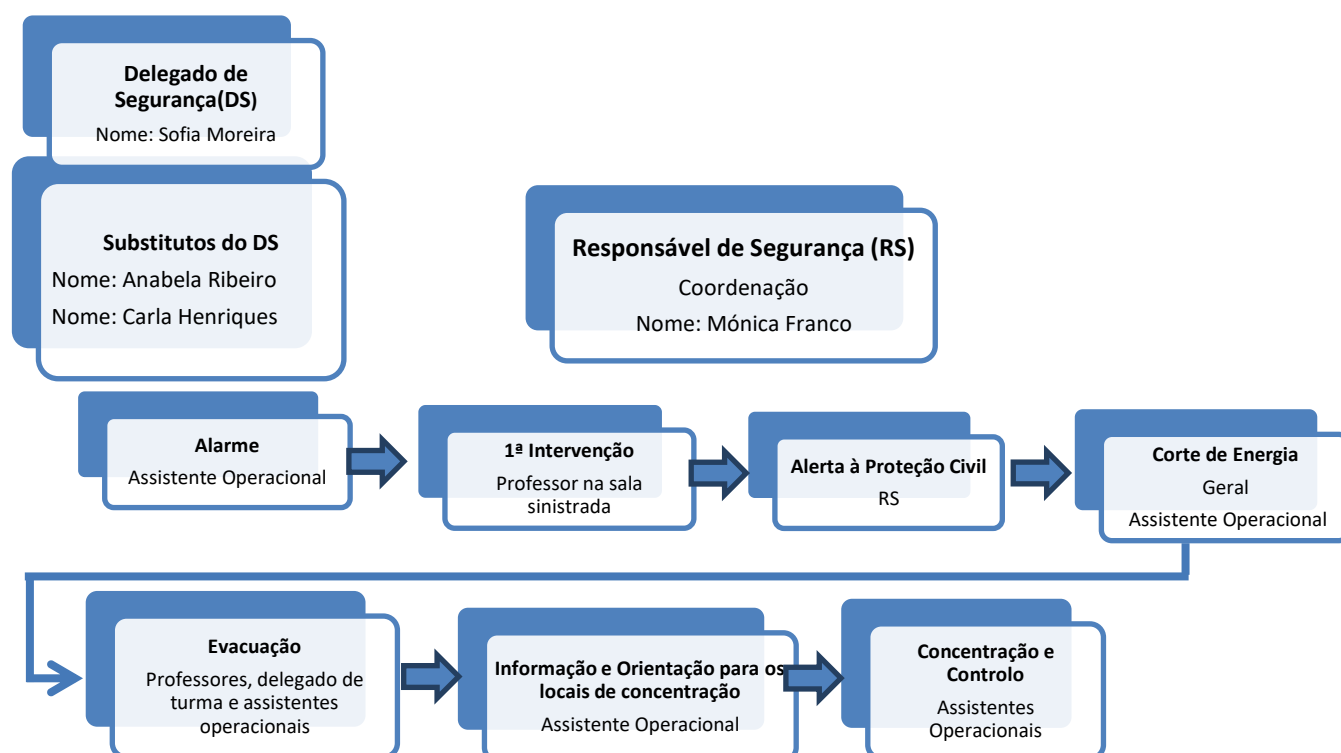 Delegado de
Segurança(DS)
Nome: Sofia Moreira
Substitutos do DS
Nome: Anabela Ribeiro
Nome: Carla Henriques
Responsável de Segurança (RS)
Coordenação
Nome: Mónica Franco
Alarme
Assistente Operacional
1ª Intervenção
Professor na sala
sinistrada
Alerta à Proteção Civil
RS
Corte de Energia
Geral
Assistente Operacional
Evacuação
Professores, delegado de
turma e assistentes
operacionais
Informação e Orientação para os
locais de concentração
Assistente Operacional
Concentração e
Controlo
Assistentes
Operacionais